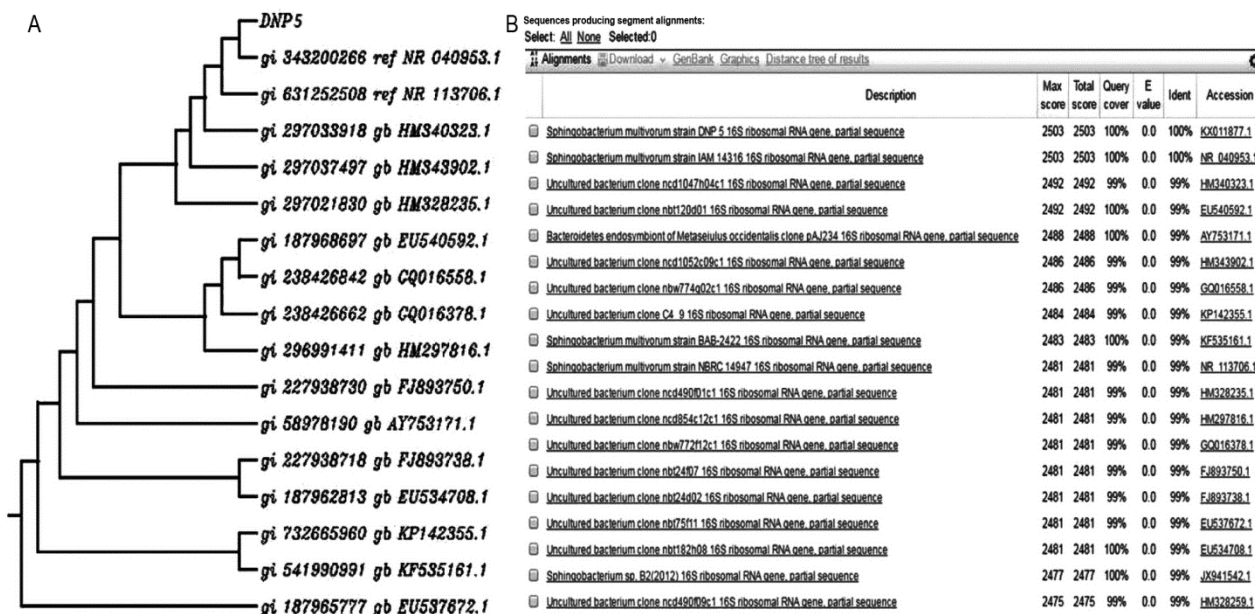 A
DNP5
gi 343200266 ref NR 040953.1
gi 631252508 ref NR 113706.1
gi 297033918 gb HM340323.1
gi 297037497 gb HM343902.1
gi 297021830 gb HM328235.1
gi 187968697 gb EU540592.1
gi 238426842 gb GQ016558.1
gi 238426662 gb GQ016378.1
gi 296991411 gb HM297816.1
gi 227938730 gb FJ893750.1
gi 58978190 gb AY753171.1
gi 227938718 gb FJ893738.1
gi 187962813 gb EU534708.1
gi 732665960 gb KP142355.1
gi 541990991 gb KF535161.1
gi 187965777 gb EU537672.1
B
Sequences producing segment alignments:
Select: All None Selected:0
Alignments Download GenBank Graphics Distance tree of results
Description Max score Total score Query cover E value Ident Accession
Sphingobacterium multivorum strain DNP 5 16S ribosomal RNA gene, partial sequence 2503 2503 100% 0.0 100% KX011877.1
Sphingobacterium multivorum strain IAM 14316 16S ribosomal RNA gene, partial sequence 2503 2503 100% 0.0 100% NR 040953.1
Uncultured bacterium clone ncd1047h04c1 16S ribosomal RNA gene, partial sequence 2492 2492 99% 0.0 99% HM340323.1
Uncultured bacterium clone nbt120d01 16S ribosomal RNA gene, partial sequence 2492 2492 100% 0.0 99% EU540592.1
Bacteroidetes endosymbiont of Metaseiulus occidentalis clone pAJ234 16S ribosomal RNA gene, partial sequence 2488 2488 100% 0.0 99% AY753171.1
Uncultured bacterium clone ncd1052c09c1 16S ribosomal RNA gene, partial sequence 2486 2486 99% 0.0 99% HM343902.1
Uncultured bacterium clone nbw774g02c1 16S ribosomal RNA gene, partial sequence 2486 2486 99% 0.0 99% GQ016558.1
Uncultured bacterium clone C4 9 16S ribosomal RNA gene, partial sequence 2484 2484 99% 0.0 99% KP142355.1
Sphingobacterium multivorum strain BAB-2422 16S ribosomal RNA gene, partial sequence 2483 2483 100% 0.0 99% KF535161.1
Sphingobacterium multivorum strain NBRC 14947 16S ribosomal RNA gene, partial sequence 2481 2481 99% 0.0 99% NR 113706.1
Uncultured bacterium clone ncd490f01c1 16S ribosomal RNA gene, partial sequence 2481 2481 99% 0.0 99% HM328235.1
Uncultured bacterium clone ncd854c12c1 16S ribosomal RNA gene, partial sequence 2481 2481 99% 0.0 99% HM297816.1
Uncultured bacterium clone nbw772f12c1 16S ribosomal RNA gene, partial sequence 2481 2481 99% 0.0 99% GQ016378.1
Uncultured bacterium clone nbt24f07 16S ribosomal RNA gene, partial sequence 2481 2481 99% 0.0 99% FJ893750.1
Uncultured bacterium clone nbt24d02 16S ribosomal RNA gene, partial sequence 2481 2481 99% 0.0 99% FJ893738.1
Uncultured bacterium clone nbt75f11 16S ribosomal RNA gene, partial sequence 2481 2481 99% 0.0 99% EU537672.1
Uncultured bacterium clone nbt182h08 16S ribosomal RNA gene, partial sequence 2481 2481 100% 0.0 99% EU534708.1
Sphingobacterium sp. B2(2012) 16S ribosomal RNA gene, partial sequence 2477 2477 100% 0.0 99% JX941542.1
Uncultured bacterium clone ncd490f09c1 16S ribosomal RNA gene, partial sequence 2475 2475 99% 0.0 99% HM328259.1